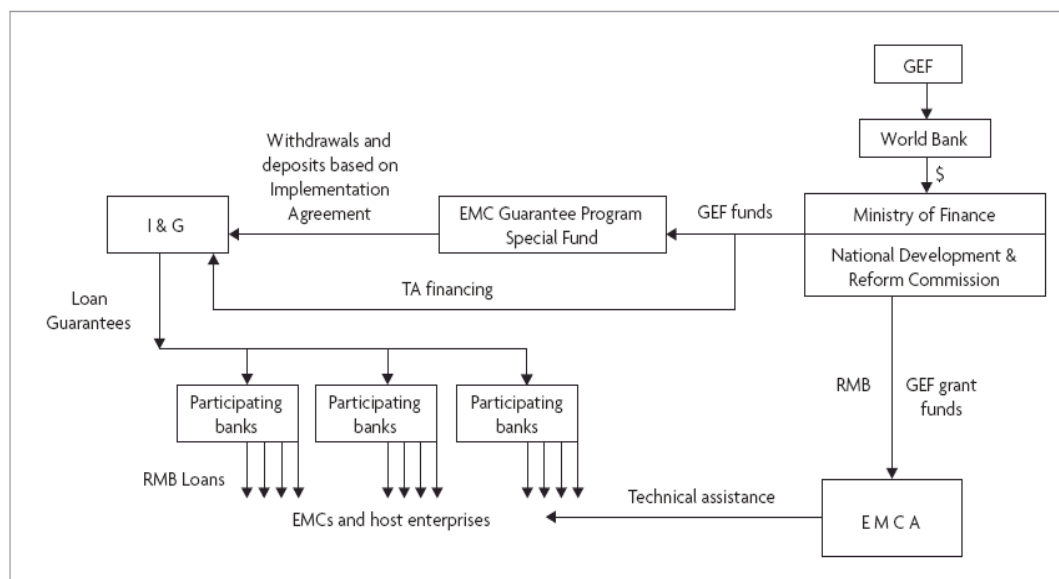 GEF
World Bank
$
Withdrawals and
deposits based on
Implementation
Agreement
I & G
EMC Guarantee Program
Special Fund
GEF funds
Ministry of Finance
National Development &
Reform Commission
TA financing
Loan
Guarantees
Participating
banks
Participating
banks
Participating
banks
RMB
GEF grant
funds
RMB Loans
EMCs and host enterprises
Technical assistance
E M C A